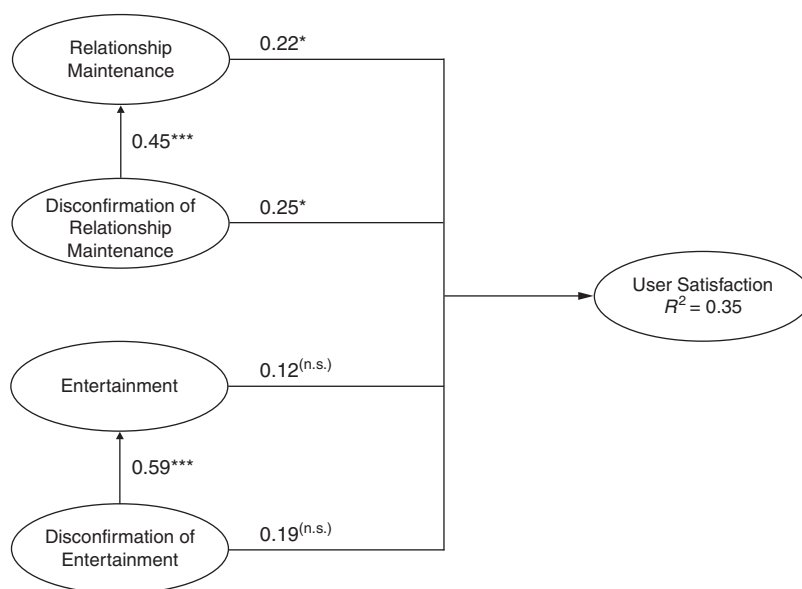 Relationship
Maintenance
0.22*
0.45***
Disconfirmation of
Relationship
Maintenance
0.25*
User Satisfaction
R² = 0.35
Entertainment
0.12(n.s.)
0.59***
Disconfirmation of
Entertainment
0.19(n.s.)